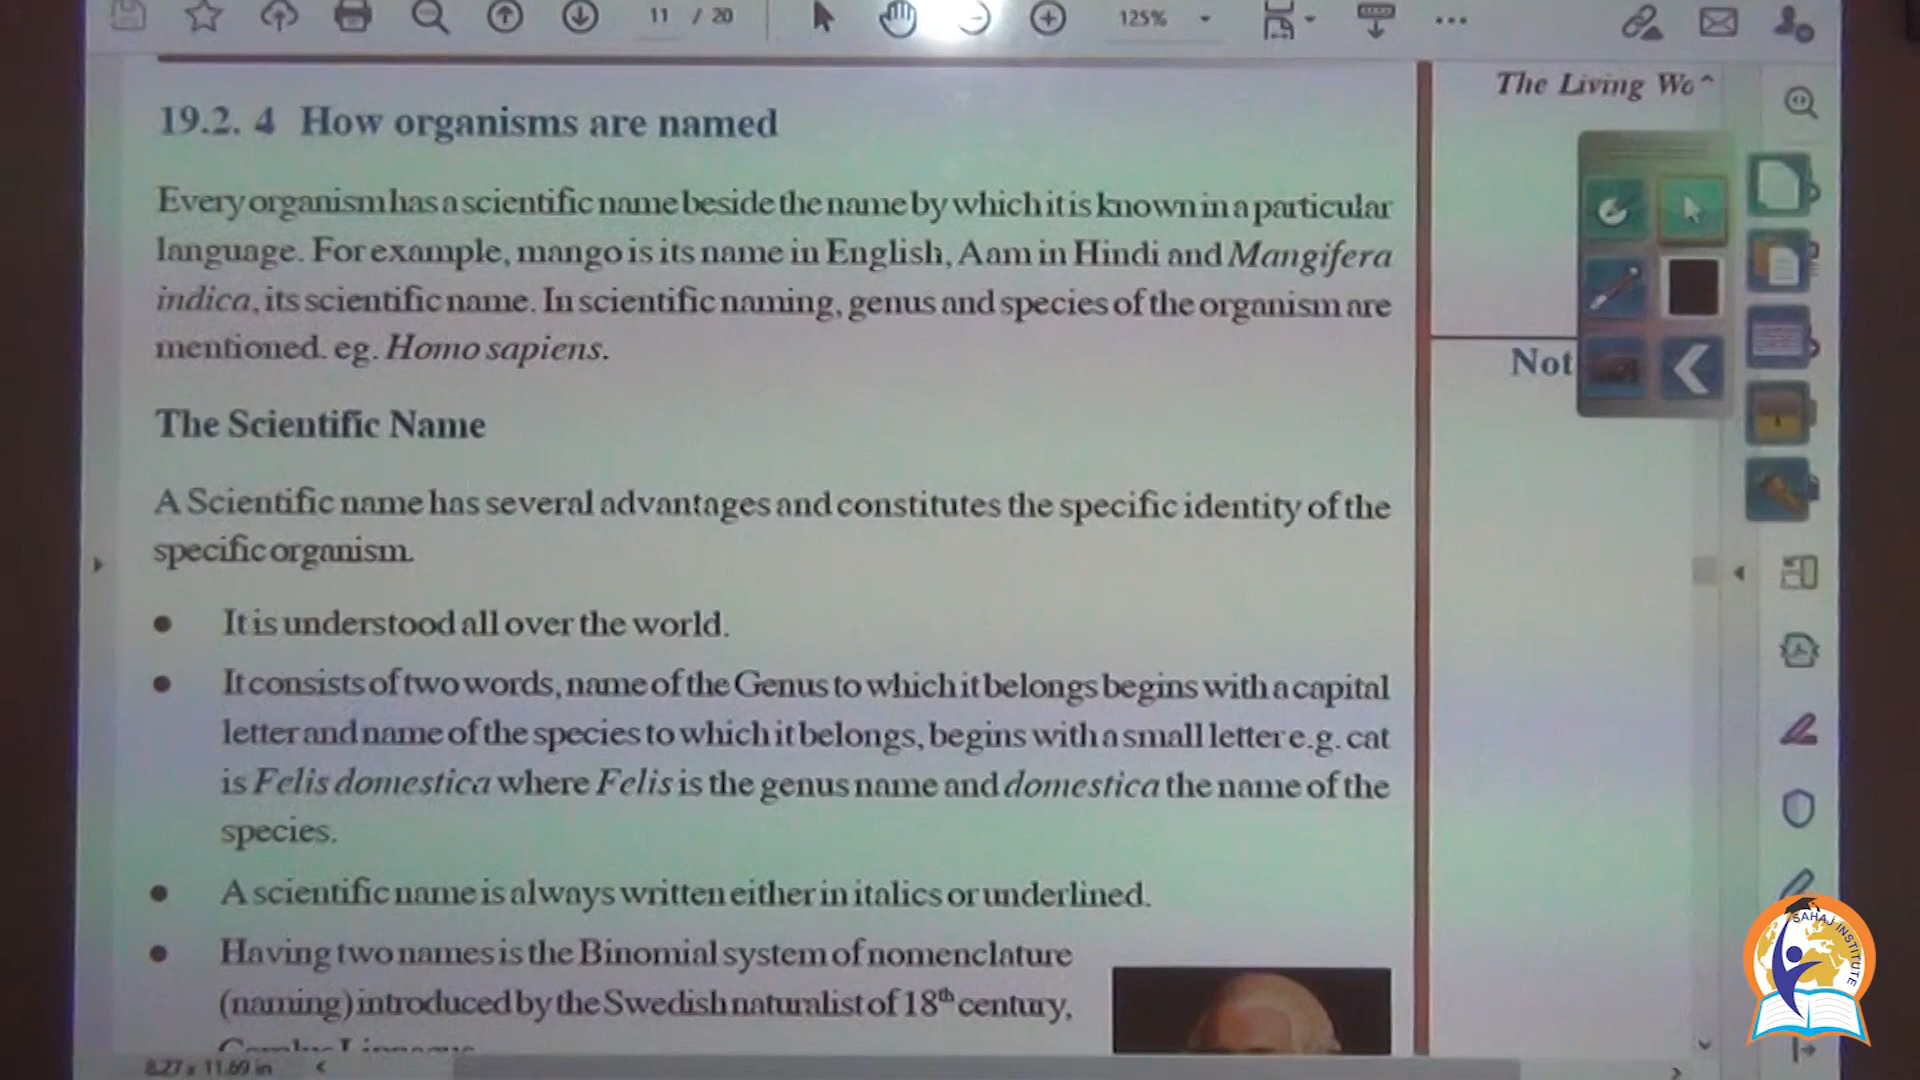 11 / 20
125%
The Living Wo
19.2. 4 How organisms are named
Every organism has a scientific name beside the name by which it is known in a particular
language. For example, mango is its name in English, Aam in Hindi and Mangifera
indica, its scientific name. In scientific naming, genus and species of the organism are
mentioned. eg. Homo sapiens.
Not
The Scientific Name
A Scientific name has several advantages and constitutes the specific identity of the
specific organism.
● It is understood all over the world.
● It consists of two words, name of the Genus to which it belongs begins with a capital
letter and name of the species to which it belongs, begins with a small letter e.g. cat
is Felis domestica where Felis is the genus name and domestica the name of the
species.
● A scientific name is always written either in italics or underlined.
● Having two names is the Binomial system of nomenclature
(naming) introduced by the Swedish naturalist of 18th century,
8.27 x 11.69 in
SAHAJ INSTITUTE